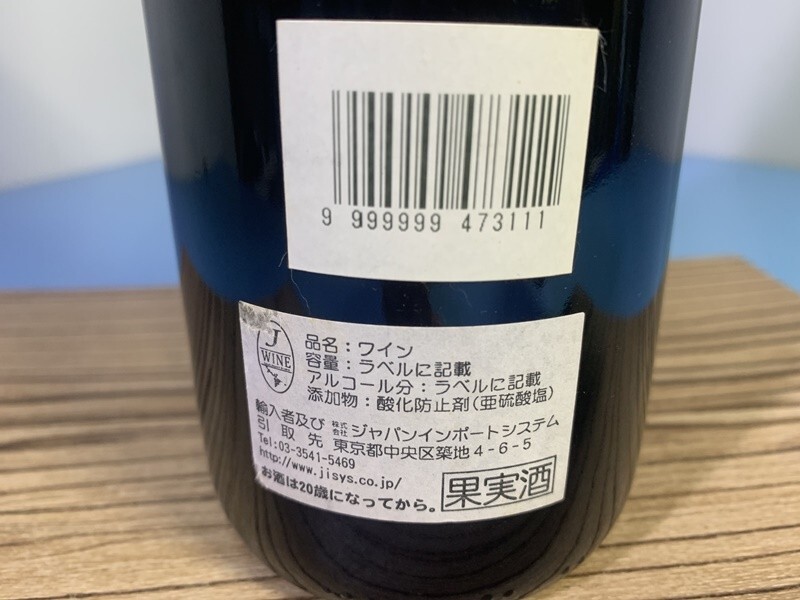 9 999999 473111
J
WINE
品名：ワイン
容量：ラベルに記載
アルコール分：ラベルに記載
添加物：酸化防止剤(亜硫酸塩)
輸入者及び 株式会社 ジャパンインポートシステム
引取先 東京都中央区築地4-6-5
Tel:03-3541-5469
http://www.jisys.co.jp/
お酒は20歳になってから。
果実酒